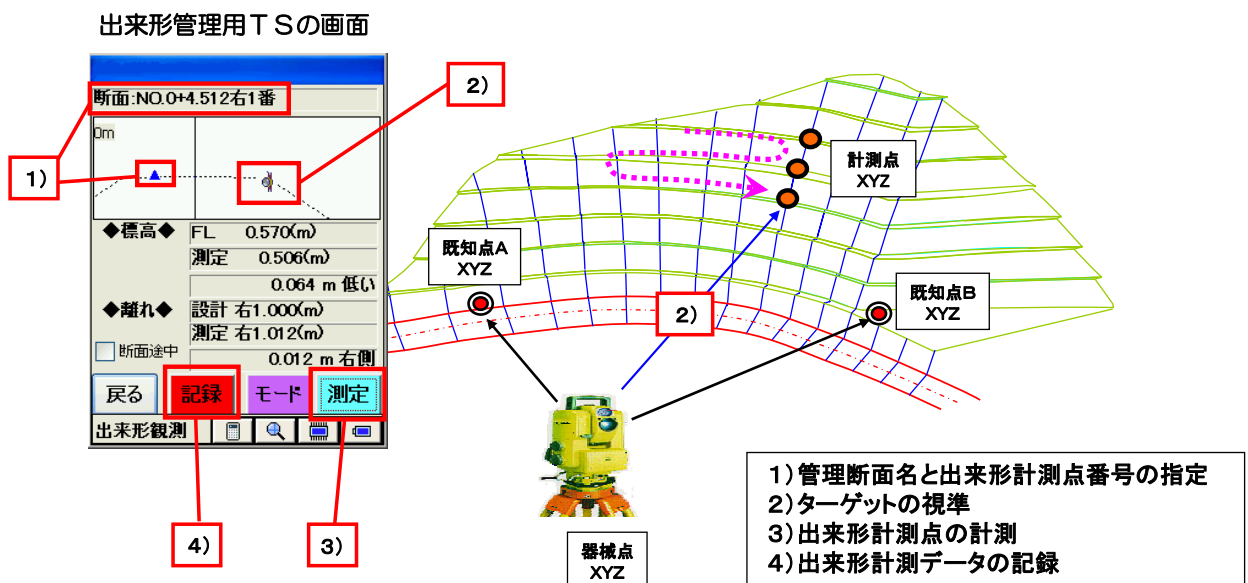 出来形管理用TSの画面
断面:NO.0+4.512右1番
0m
1)
2)
◆標高◆ FL 0.570(m)
測定 0.506(m)
0.064 m 低い
◆離れ◆ 設計 右1.000(m)
測定 右1.012(m)
断面途中 0.012 m 右側
戻る 記録 モード 測定
出来形観測
4)
3)
計測点
XYZ
既知点A
XYZ
既知点B
XYZ
2)
器械点
XYZ
1)管理断面名と出来形計測点番号の指定
2)ターゲットの視準
3)出来形計測点の計測
4)出来形計測データの記録